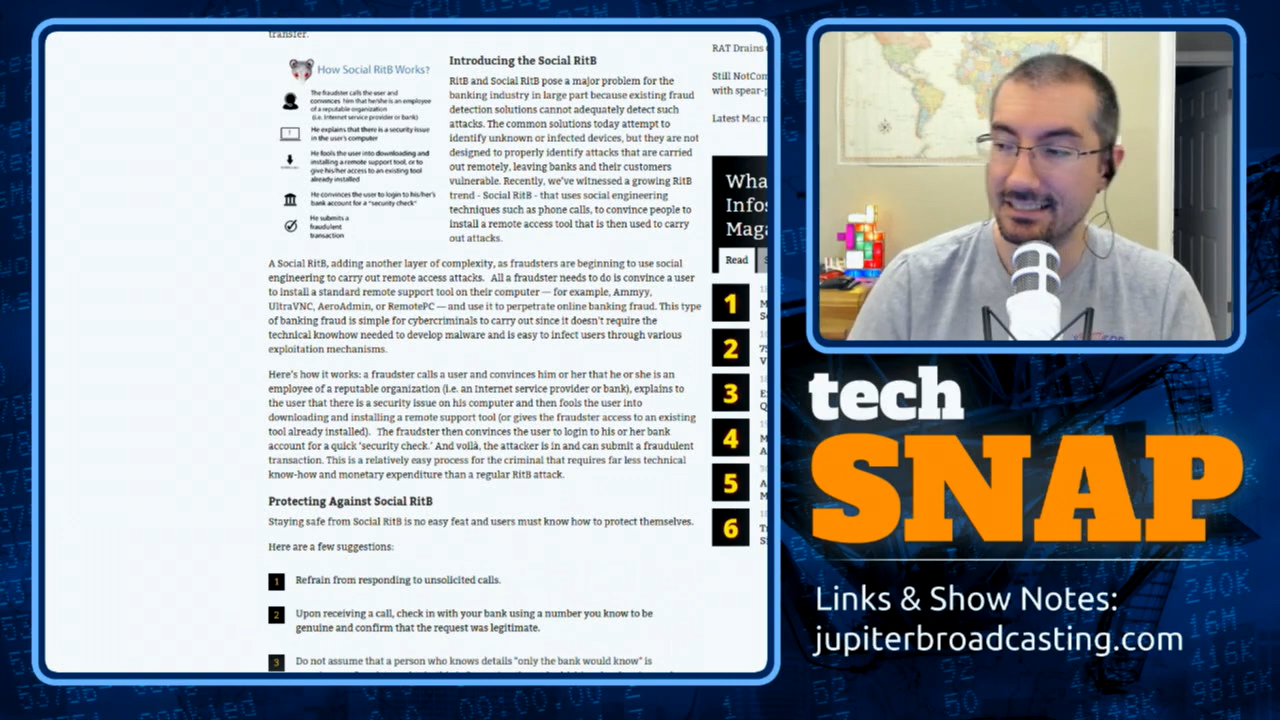 transfer.
How Social RitB Works?
The fraudster calls the user and
convences him that he/she is an employee
of a reputable organization
(i.e. Internet service provider or bank)
He explains that there is a security issue
in the user's computer
He fools the user into downloading and
installing a remote support tool, or to
give his/her access to an existing tool
already installed
He convinces the user to login to his/her's
bank account for a "security check"
He submits a
fraudulent
transaction
Introducing the Social RitB
RitB and Social RitB pose a major problem for the
banking industry in large part because existing fraud
detection solutions cannot adequately detect such
attacks. The common solutions today attempt to
identify unknown or infected devices, but they are not
designed to properly identify attacks that are carried
out remotely, leaving banks and their customers
vulnerable. Recently, we've witnessed a growing RitB
trend - Social RitB - that uses social engineering
techniques such as phone calls, to convince people to
install a remote access tool that is then used to carry
out attacks.
A Social RitB, adding another layer of complexity, as fraudsters are beginning to use social
engineering to carry out remote access attacks. All a fraudster needs to do is convince a user
to install a standard remote support tool on their computer — for example, Ammyy,
UltraVNC, AeroAdmin, or RemotePC — and use it to perpetrate online banking fraud. This type
of banking fraud is simple for cybercriminals to carry out since it doesn't require the
technical knowhow needed to develop malware and is easy to infect users through various
exploitation mechanisms.
Here's how it works: a fraudster calls a user and convinces him or her that he or she is an
employee of a reputable organization (i.e. an Internet service provider or bank), explains to
the user that there is a security issue on his computer and then fools the user into
downloading and installing a remote support tool (or gives the fraudster access to an existing
tool already installed). The fraudster then convinces the user to login to his or her bank
account for a quick 'security check.' And voilà, the attacker is in and can submit a fraudulent
transaction. This is a relatively easy process for the criminal that requires far less technical
know-how and monetary expenditure than a regular RitB attack.
Protecting Against Social RitB
Staying safe from Social RitB is no easy feat and users must know how to protect themselves.
Here are a few suggestions:
1 Refrain from responding to unsolicited calls.
2 Upon receiving a call, check in with your bank using a number you know to be
genuine and confirm that the request was legitimate.
3 Do not assume that a person who knows details "only the bank would know" is
RAT Drains
Still NotCom
with spear-p
Latest Mac
Wha
Infos
Maga
Read
1
2
3
4
5
6
tech
SNAP
Links & Show Notes:
jupiterbroadcasting.com